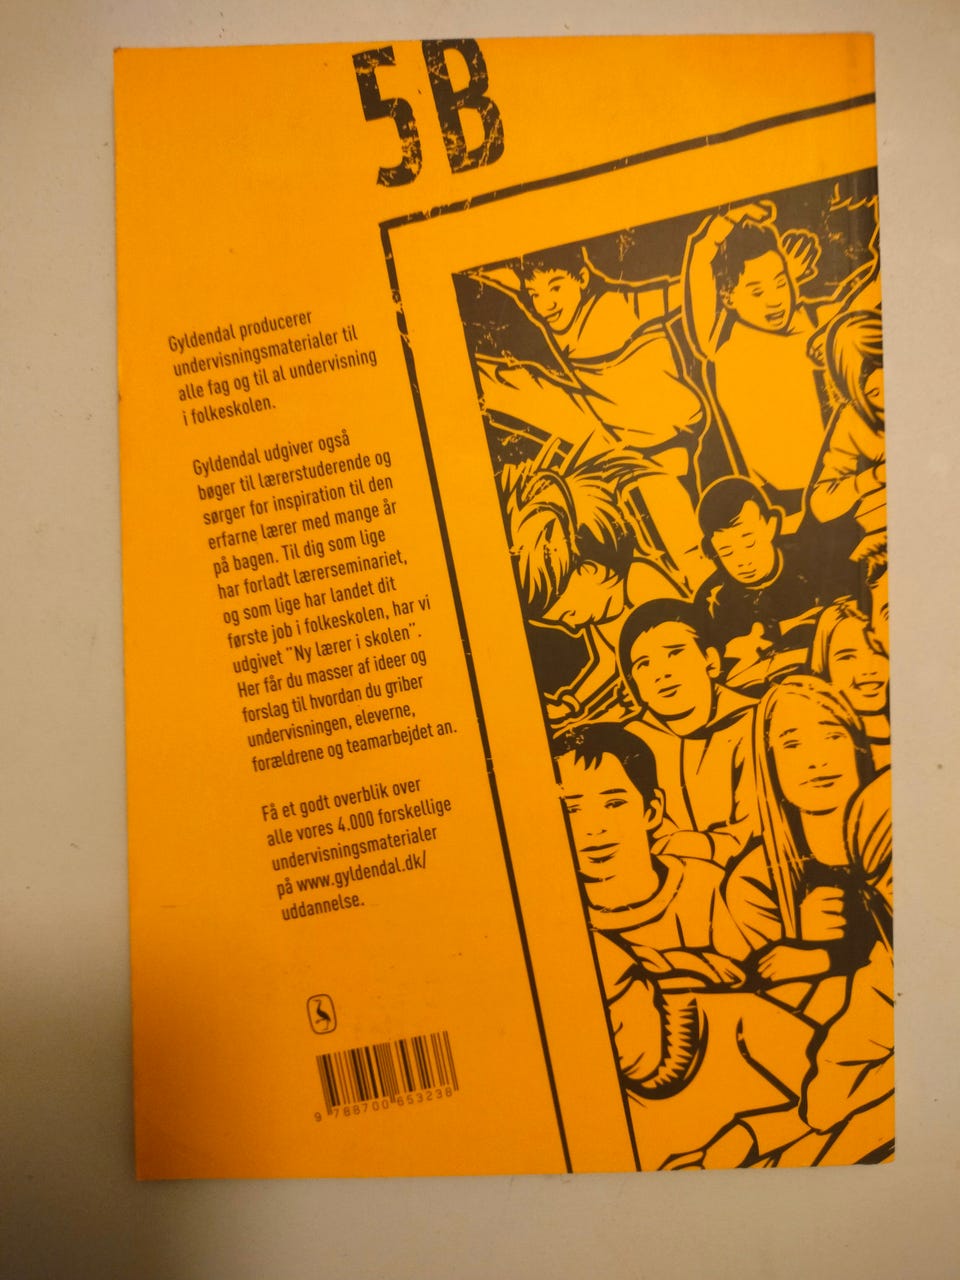 5B
Gyldendal producerer
undervisningsmaterialer til
alle fag og til al undervisning
i folkeskolen.
Gyldendal udgiver også
bøger til lærerstuderende og
sørger for inspiration til den
erfarne lærer med mange år
på bagen. Til dig som lige
har forladt lærerseminariet,
og som lige har landet dit
første job i folkeskolen, har vi
udgivet "Ny lærer i skolen".
Her får du masser af ideer og
forslag til hvordan du griber
undervisningen, eleverne,
forældrene og teamarbejdet an.
Få et godt overblik over
alle vores 4.000 forskellige
undervisningsmaterialer
på www.gyldendal.dk/
uddannelse.
9 788700 653238